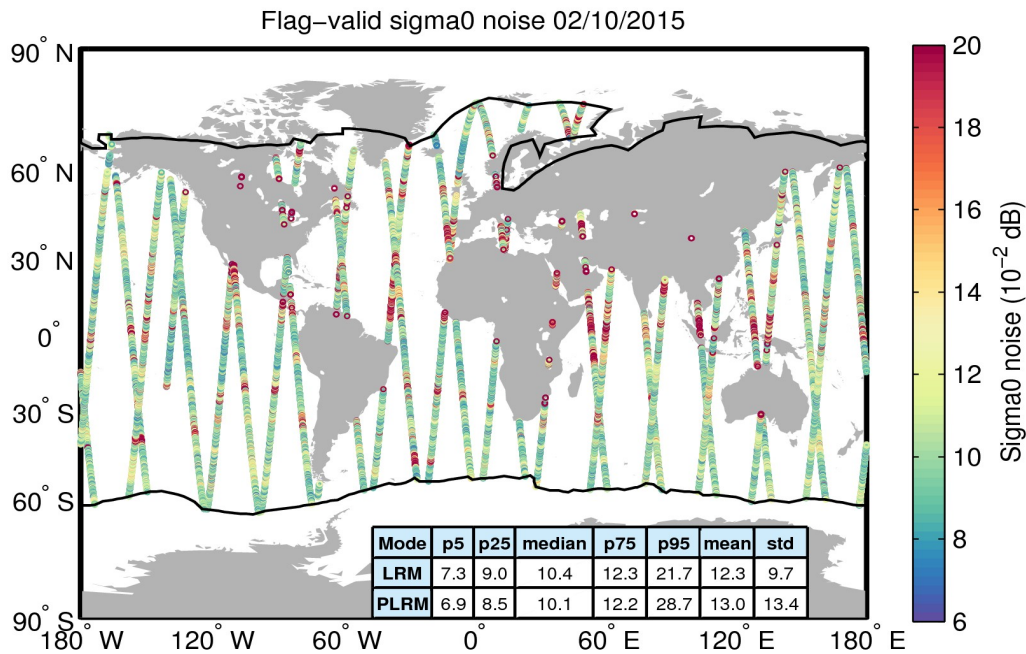 Flag−valid sigma0 noise 02/10/2015
90° N
60° N
30° N
0°
30° S
60° S
90° S
180° W
120° W
60° W
0°
60° E
120° E
180° E
Mode p5 p25 median p75 p95 mean std
LRM 7.3 9.0 10.4 12.3 21.7 12.3 9.7
PLRM 6.9 8.5 10.1 12.2 28.7 13.0 13.4
20
18
16
14
12
10
8
6
Sigma0 noise (10−2 dB)